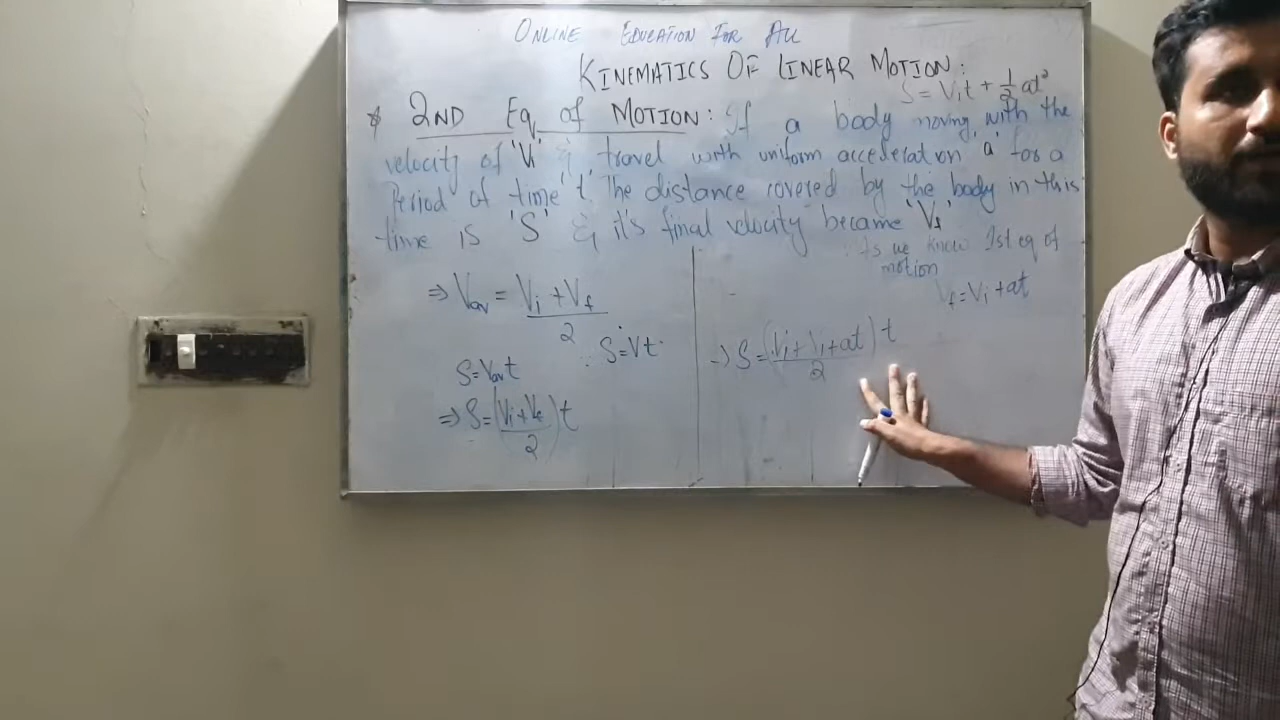 ONLINE EDUCATION FOR ALL
KINEMATICS OF LINEAR MOTION:
S = Vit + 1/2 at²
* 2ND Eq of MOTION: If a body moving with the
velocity of 'Vi' & travel with uniform acceleration 'a' for a
Period of time 't'. The distance covered by the body in this
time is 'S' & it's final velocity became 'Vf'
∵ As we know 1st eq of
motion
Vf = Vi + at
⇒ Vav = Vi + Vf / 2
∵ S = Vt
S = Vav t
⇒ S = (Vi + Vf / 2) t
→ S = (Vi + Vi + at / 2) t